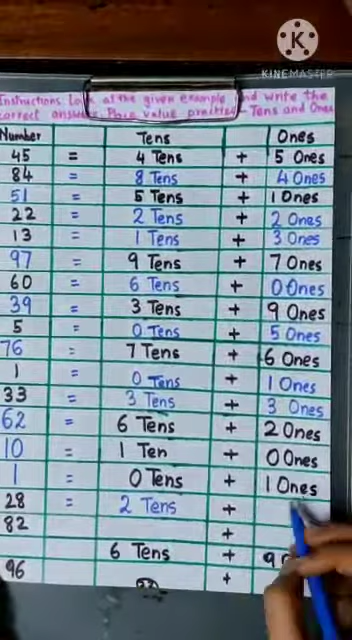 KINEMASTER
Instructions. Look at the given example and write the
correct answer. Place value practice - Tens and Ones
Number Tens Ones
45 = 4 Tens + 5 Ones
84 = 8 Tens + 4 Ones
51 = 5 Tens + 1 Ones
22 = 2 Tens + 2 Ones
13 = 1 Tens + 3 Ones
97 = 9 Tens + 7 Ones
60 = 6 Tens + 0 Ones
39 = 3 Tens + 9 Ones
5 = 0 Tens + 5 Ones
76 = 7 Tens + 6 Ones
1 = 0 Tens + 1 Ones
33 = 3 Tens + 3 Ones
62 = 6 Tens + 2 Ones
10 = 1 Ten + 0 Ones
1 = 0 Tens + 1 Ones
28 = 2 Tens +
82 +
6 Tens + 9
96 +